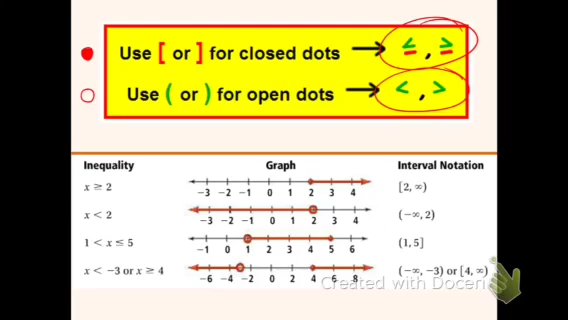 Use [ or ] for closed dots → ≤ , ≥
Use ( or ) for open dots → < , >
Inequality Graph Interval Notation
x ≥ 2 −3 −2 −1 0 1 2 3 4 [2, ∞)
x < 2 −3 −2 −1 0 1 2 3 4 (−∞, 2)
1 < x ≤ 5 −1 0 1 2 3 4 5 6 (1, 5]
x < −3 or x ≥ 4 −6 −4 −2 0 2 4 6 8 (−∞, −3) or [4, ∞)
Created with Doceri